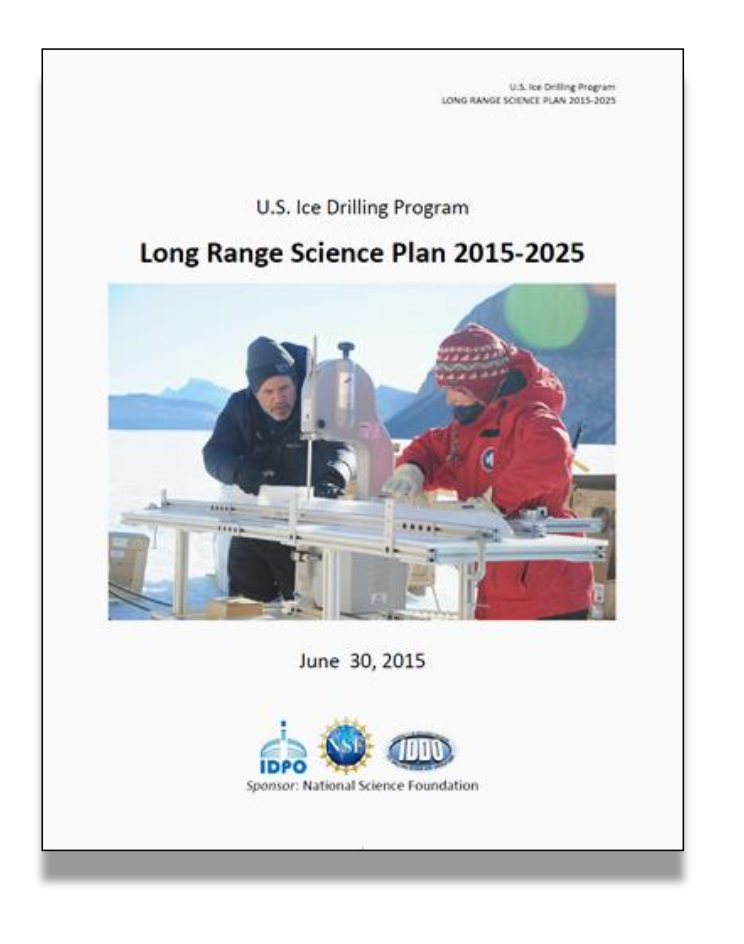 U.S. Ice Drilling Program
LONG RANGE SCIENCE PLAN 2015-2025
U.S. Ice Drilling Program
Long Range Science Plan 2015-2025
June 30, 2015
IDPO
NSF
IDDO
Sponsor: National Science Foundation